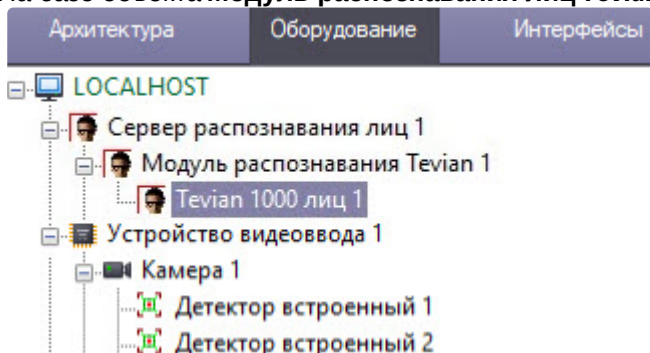 Архитектура Оборудование Интерфейсы
LOCALHOST
Сервер распознавания лиц 1
Модуль распознавания Tevian 1
Tevian 1000 лиц 1
Устройство видеоввода 1
Камера 1
Детектор встроенный 1
Детектор встроенный 2